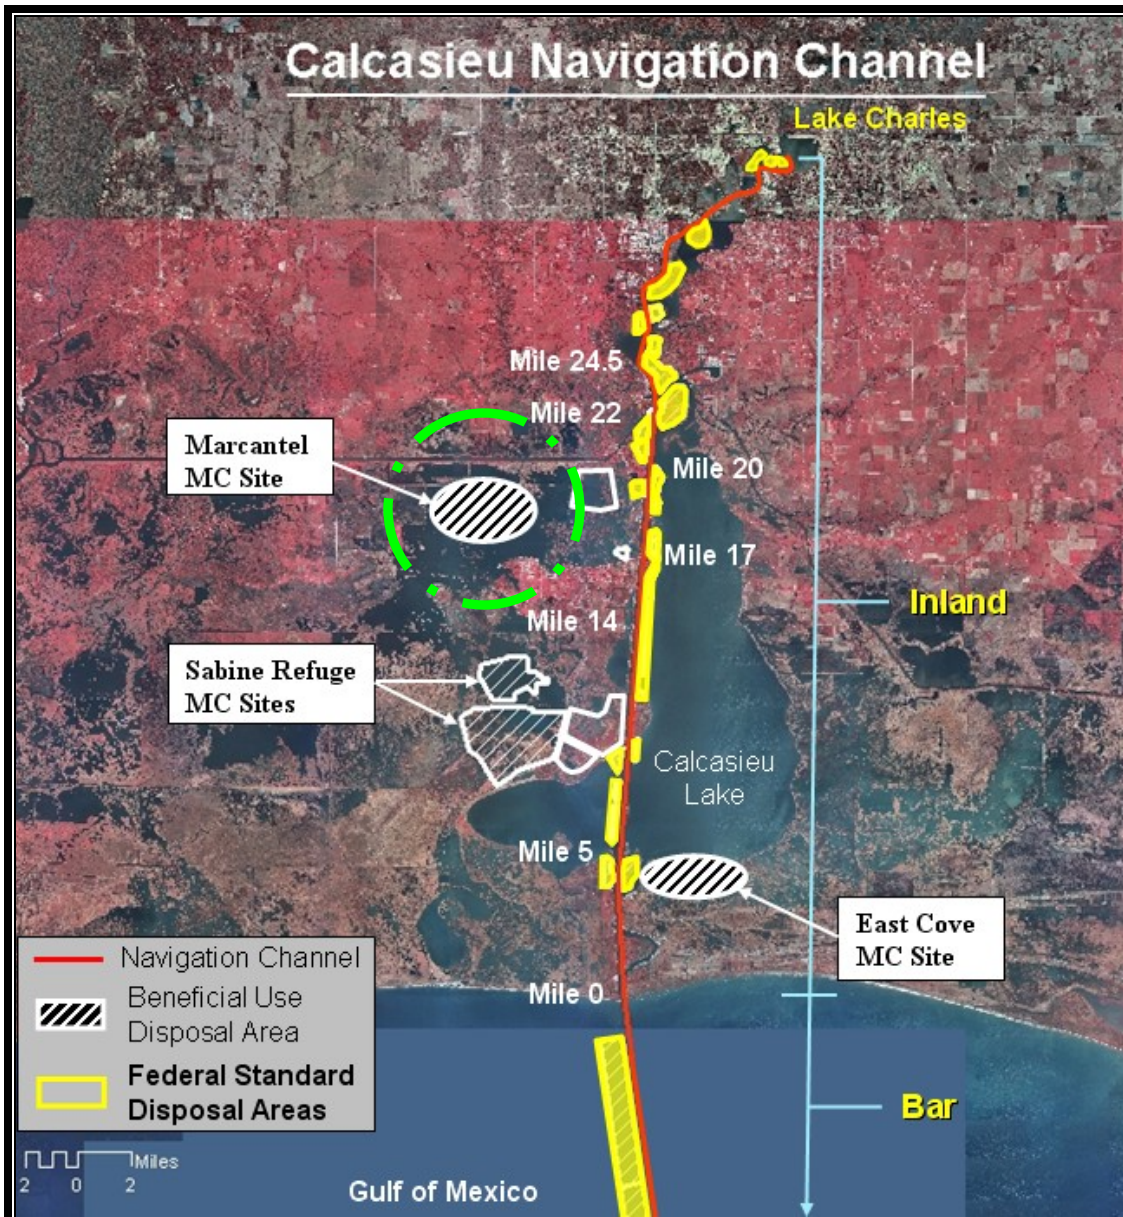 Calcasieu Navigation Channel
Lake Charles
Mile 24.5
Mile 22
Marcantel
MC Site
Mile 20
Mile 17
Inland
Mile 14
Sabine Refuge
MC Sites
Calcasieu
Lake
Mile 5
East Cove
MC Site
Mile 0
Navigation Channel
Beneficial Use
Disposal Area
Federal Standard
Disposal Areas
Bar
Miles
2 0 2
Gulf of Mexico